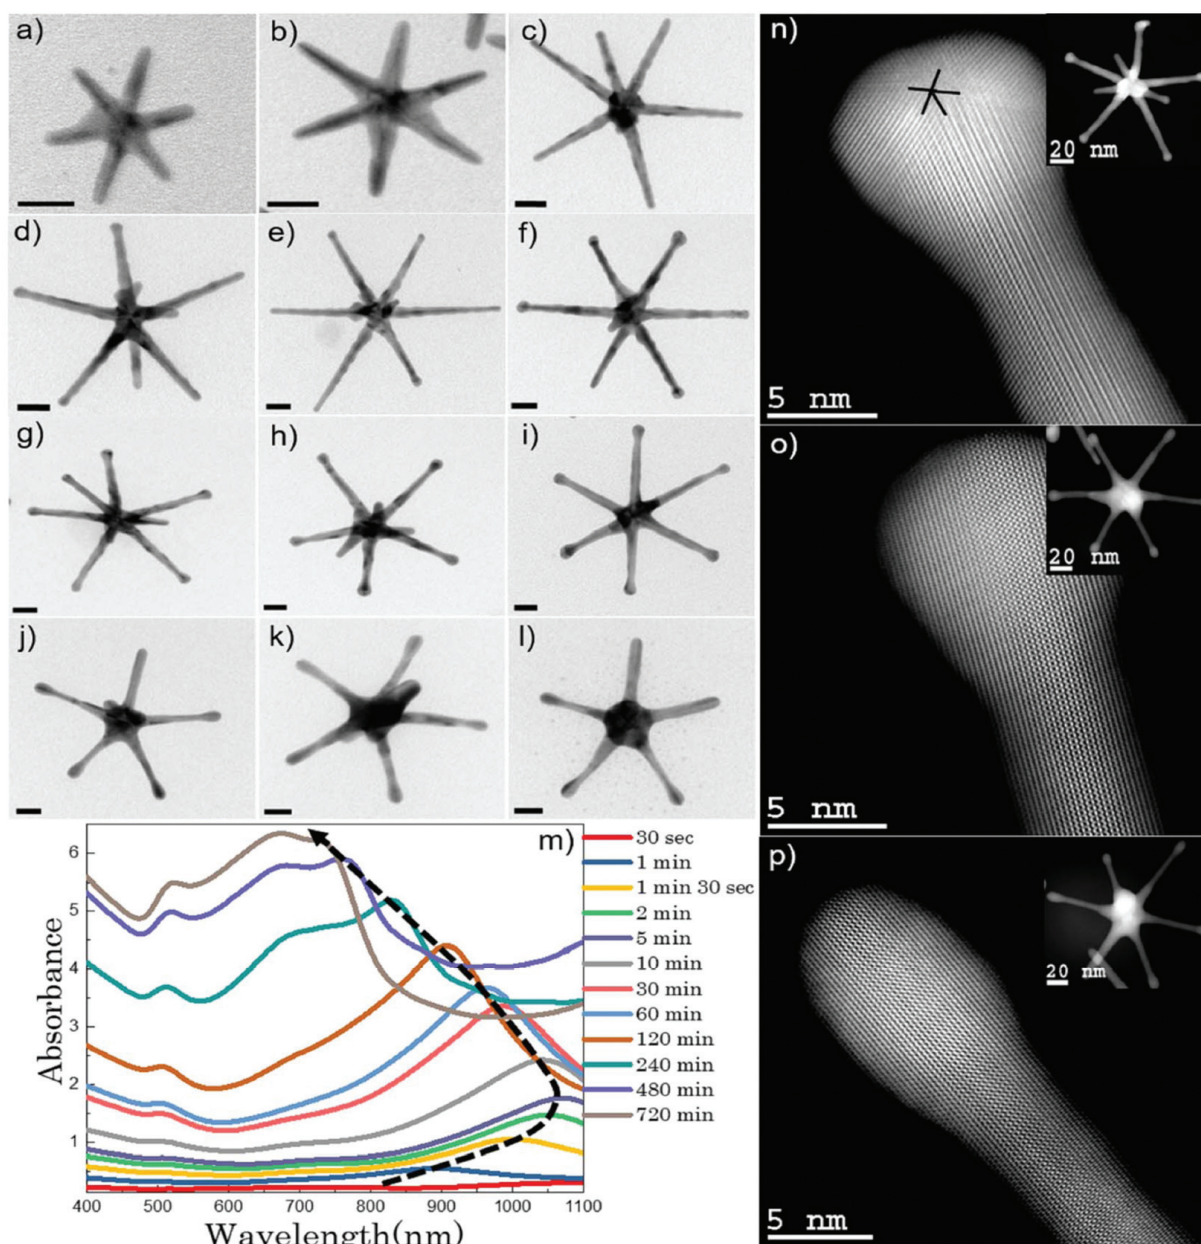 a)
b)
c)
d)
e)
f)
g)
h)
i)
j)
k)
l)
m)
6
5
4
3
2
1
Absorbance
400 500 600 700 800 900 1000 1100
Wavelength(nm)
30 sec
1 min
1 min 30 sec
2 min
5 min
10 min
30 min
60 min
120 min
240 min
480 min
720 min
n)
20 nm
5 nm
o)
20 nm
5 nm
p)
20 nm
5 nm